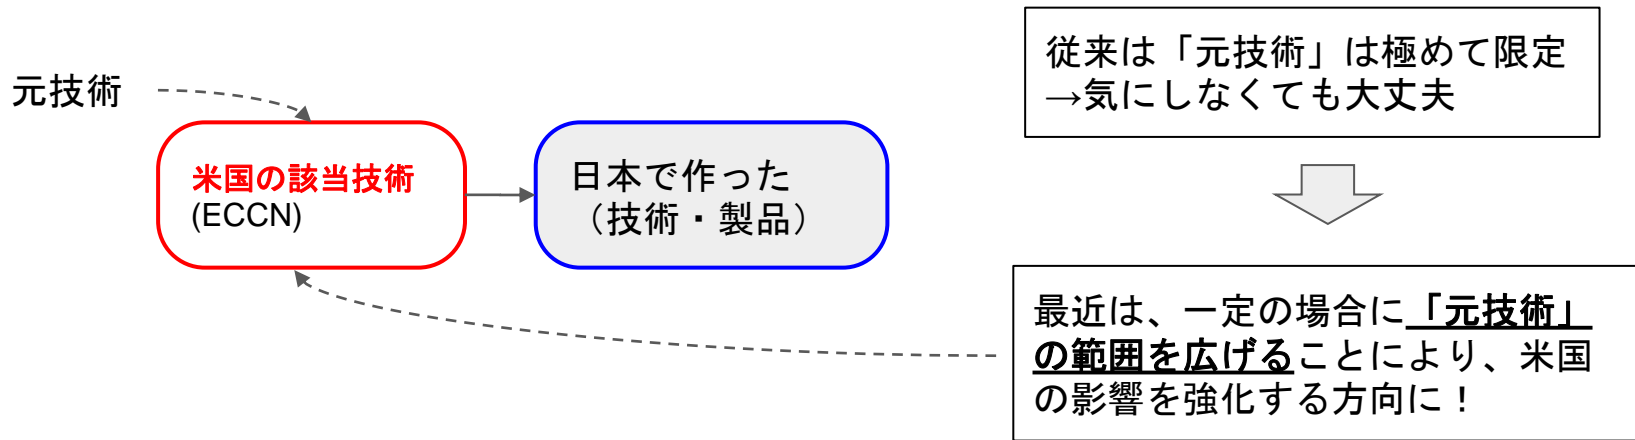 元技術
米国の該当技術
(ECCN)
日本で作った
（技術・製品）
従来は「元技術」は極めて限定
→気にしなくても大丈夫
最近は、一定の場合に「元技術」
の範囲を広げることにより、米国
の影響を強化する方向に！